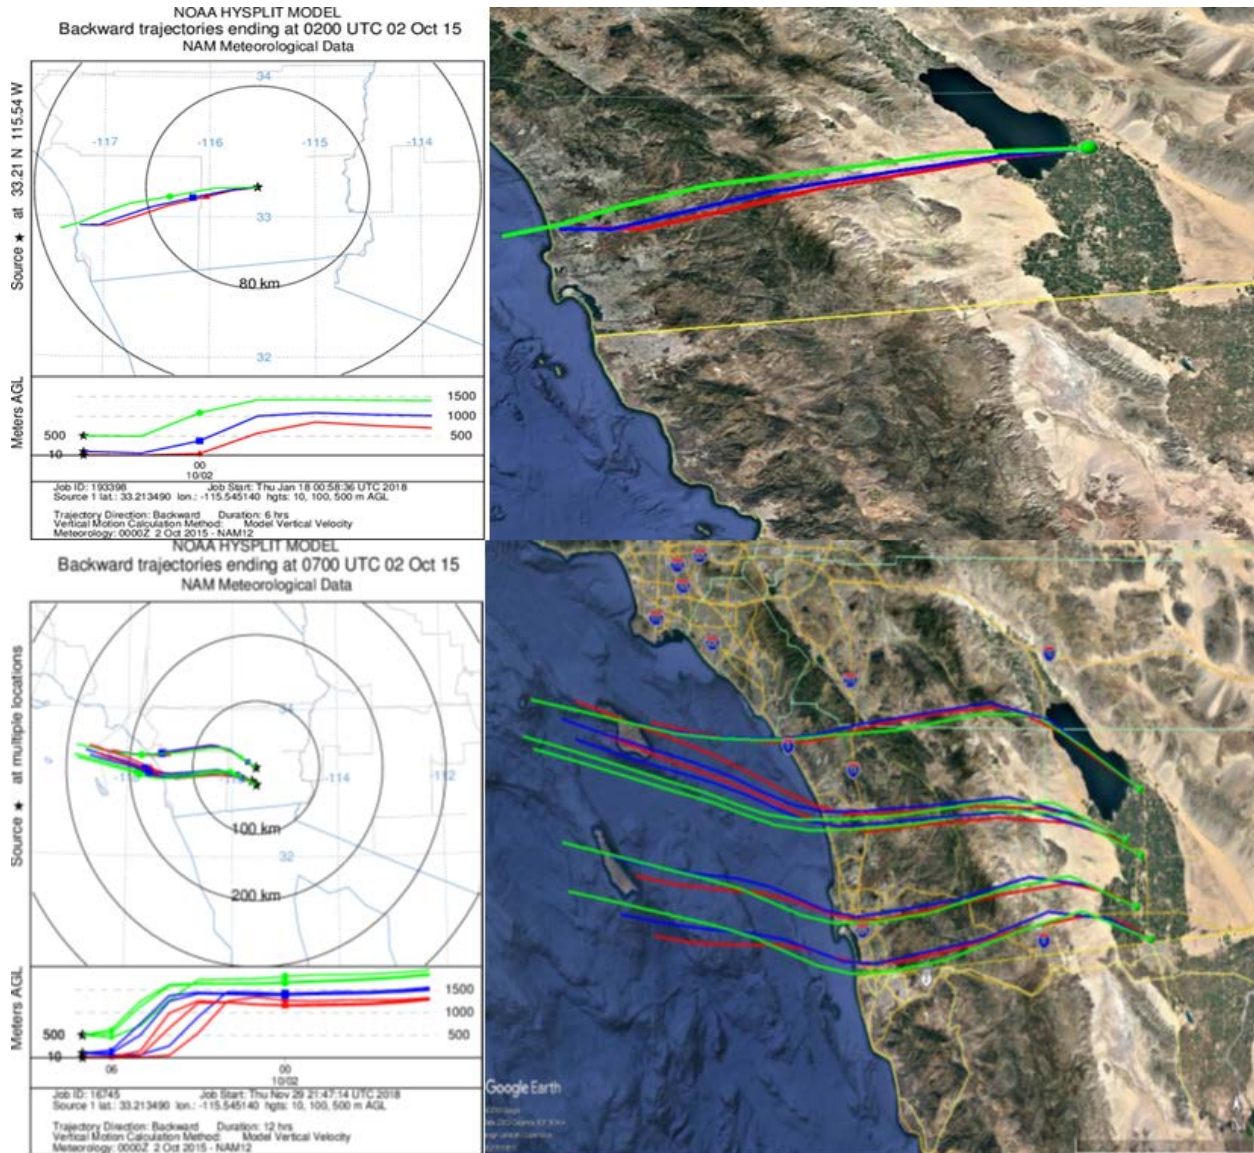 NOAA HYSPLIT MODEL
Backward trajectories ending at 0200 UTC 02 Oct 15
NAM Meteorological Data
Source ★ at 33.21 N 115.54 W
34
-117 -116 -115 -114
33
80 km
32
Meters AGL
1500
1000
500 500
10
00
10/02
Job ID: 193398 Job Start: Thu Jan 18 00:58:36 UTC 2018
Source 1 lat.: 33.213490 lon.: -115.545140 hgts: 10, 100, 500 m AGL
Trajectory Direction: Backward Duration: 6 hrs
Vertical Motion Calculation Method: Model Vertical Velocity
Meteorology: 0000Z 2 Oct 2015 - NAM12
NOAA HYSPLIT MODEL
Backward trajectories ending at 0700 UTC 02 Oct 15
NAM Meteorological Data
Source ★ at multiple locations
34
-114 -112
100 km
32
200 km
Meters AGL
1500
1000
500 500
10
06 00
10/02
Job ID: 16745 Job Start: Thu Nov 29 21:47:14 UTC 2018
Source 1 lat.: 33.213490 lon.: -115.545140 hgts: 10, 100, 500 m AGL
Trajectory Direction: Backward Duration: 12 hrs
Vertical Motion Calculation Method: Model Vertical Velocity
Meteorology: 0000Z 2 Oct 2015 - NAM12
Google Earth